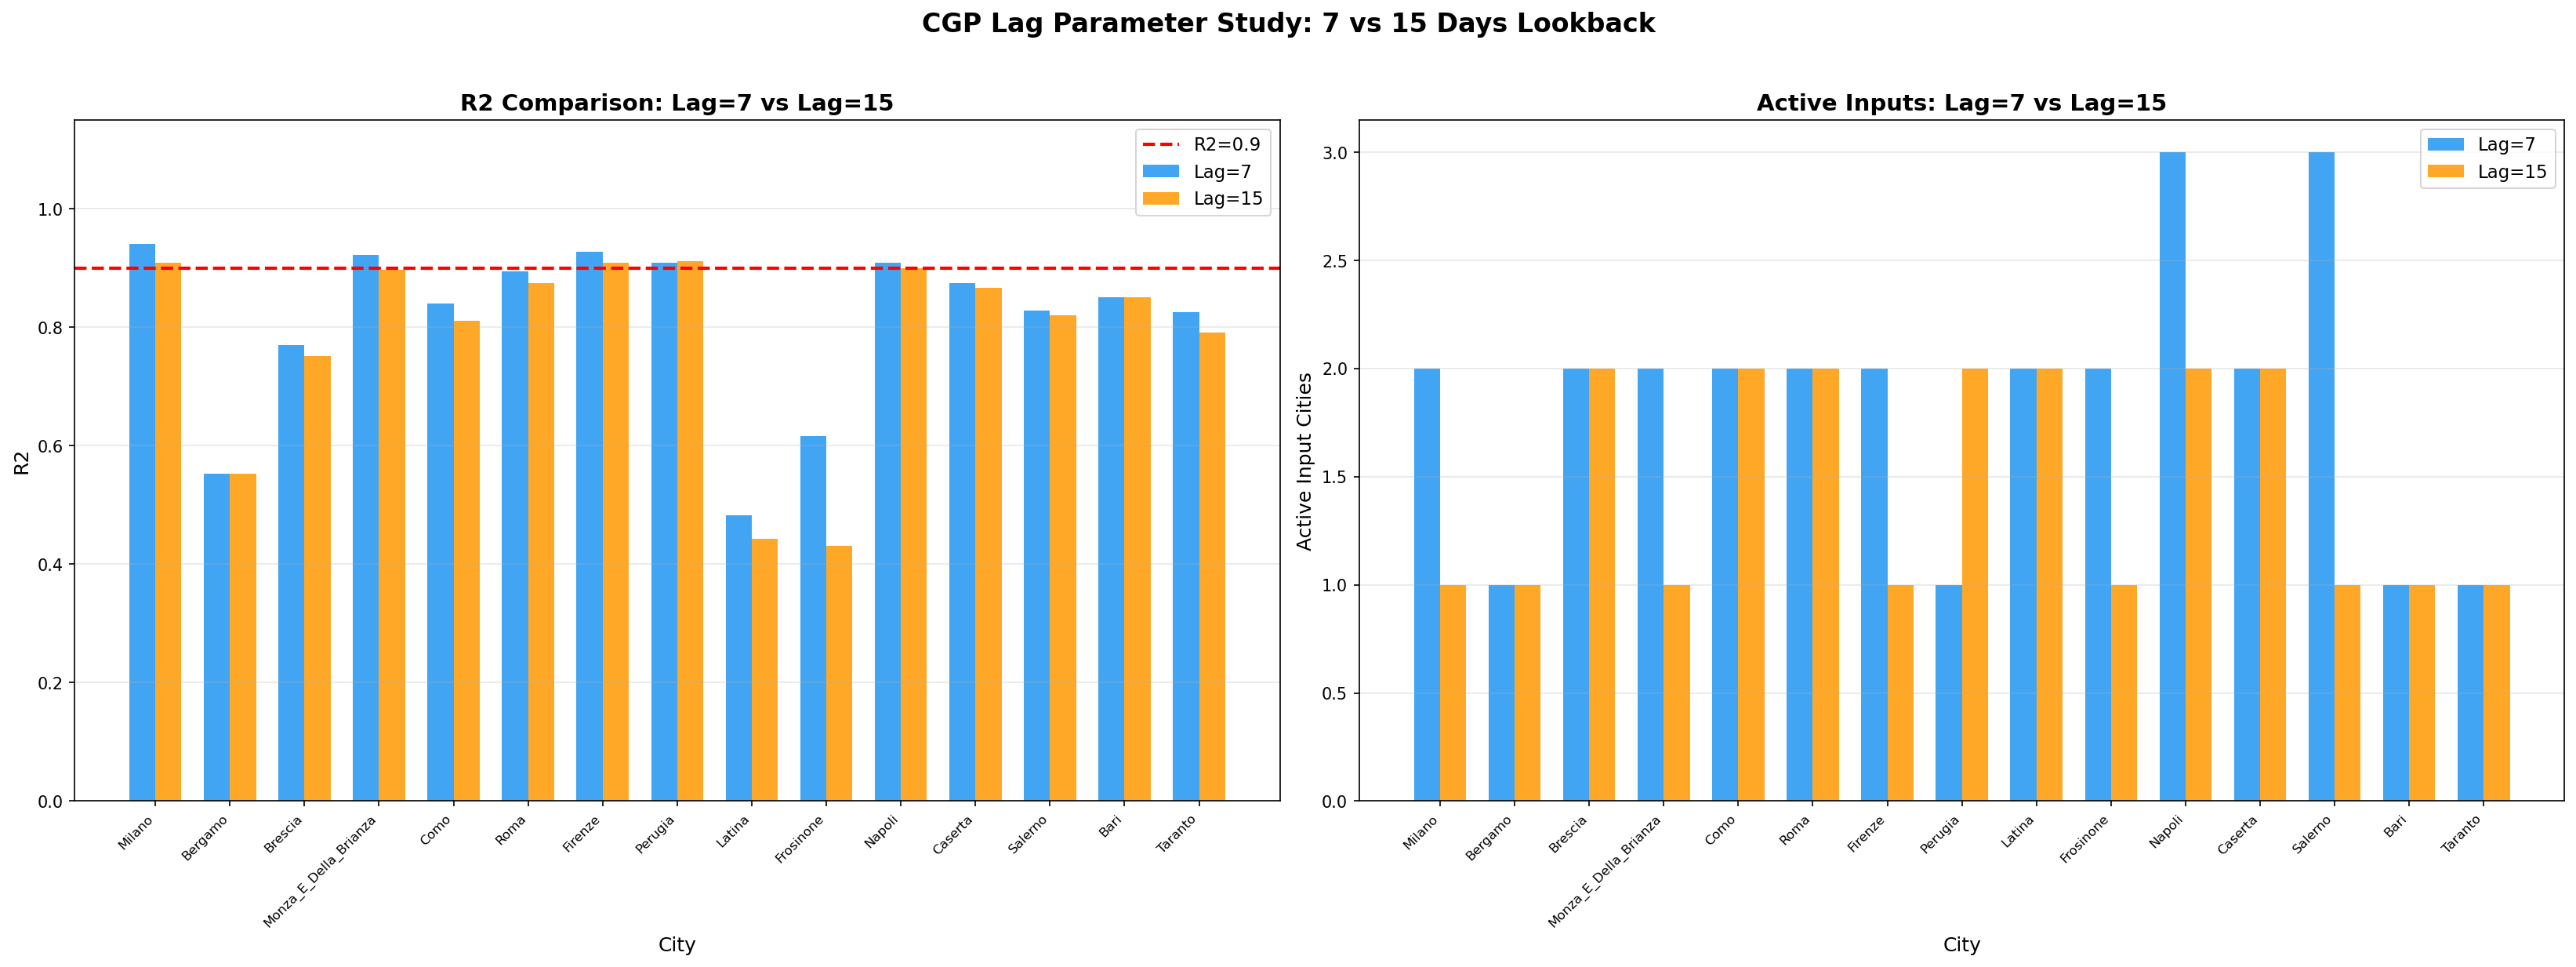 CGP Lag Parameter Study: 7 vs 15 Days Lookback
R2 Comparison: Lag=7 vs Lag=15
R2=0.9
Lag=7
Lag=15
1.0
0.8
0.6
0.4
0.2
0.0
R2
Milano
Bergamo
Brescia
Monza_E_Della_Brianza
Como
Roma
Firenze
Perugia
Latina
Frosinone
Napoli
Caserta
Salerno
Bari
Taranto
City
Active Inputs: Lag=7 vs Lag=15
Lag=7
Lag=15
3.0
2.5
2.0
1.5
1.0
0.5
0.0
Active Input Cities
Milano
Bergamo
Brescia
Monza_E_Della_Brianza
Como
Roma
Firenze
Perugia
Latina
Frosinone
Napoli
Caserta
Salerno
Bari
Taranto
City